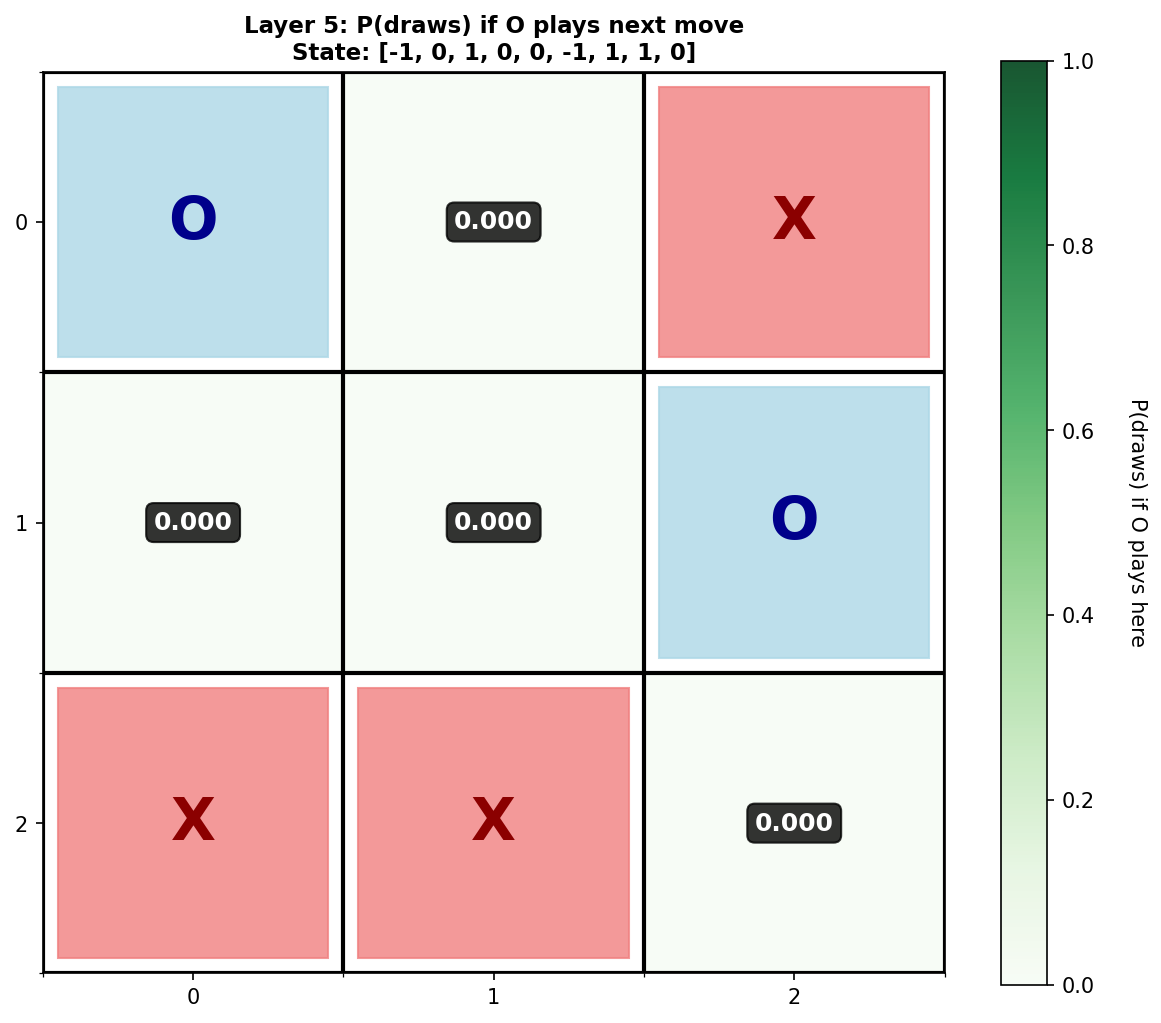 Layer 5: P(draws) if O plays next move
State: [-1, 0, 1, 0, 0, -1, 1, 1, 0]
0
O
0.000
X
1
0.000
0.000
O
2
X
X
0.000
0
1
2
1.0
0.8
0.6
0.4
0.2
0.0
P(draws) if O plays here